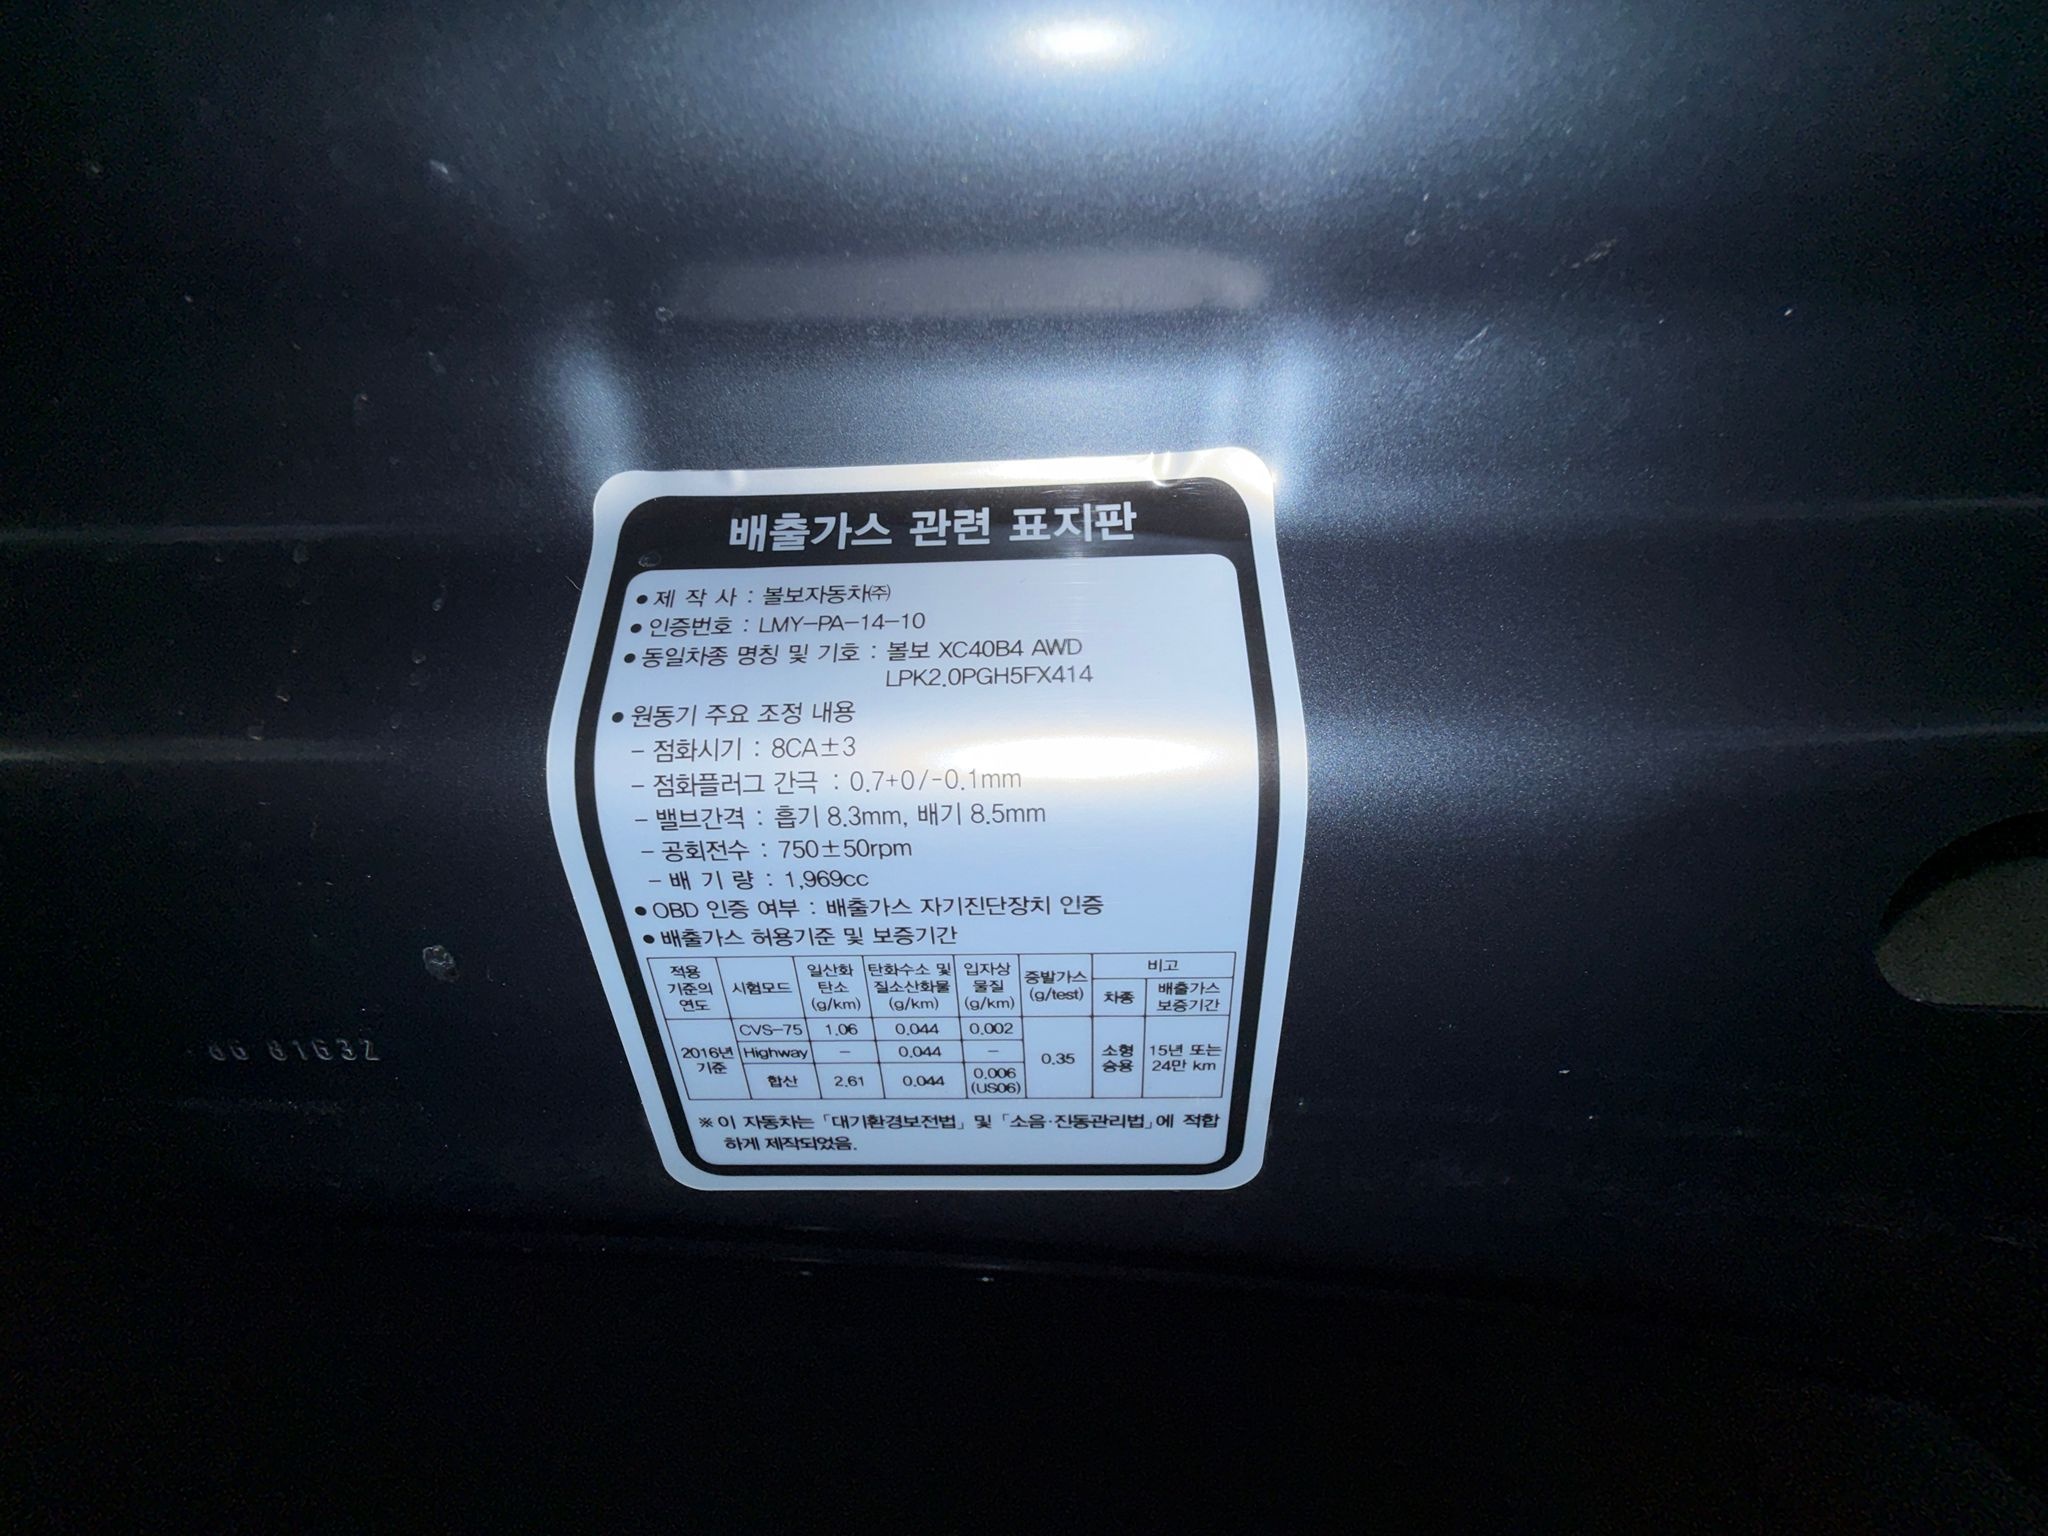 배출가스 관련 표지판
● 제 작 사 : 볼보자동차㈜
● 인증번호 : LMY-PA-14-10
● 동일차종 명칭 및 기호 : 볼보 XC40B4 AWD
LPK2.0PGH5FX414
● 원동기 주요 조정 내용
- 점화시기 : 8CA±3
- 점화플러그 간극 : 0.7+0/-0.1mm
- 밸브간격 : 흡기 8.3mm, 배기 8.5mm
- 공회전수 : 750±50rpm
- 배 기 량 : 1,969cc
● OBD 인증 여부 : 배출가스 자기진단장치 인증
● 배출가스 허용기준 및 보증기간
적용 기준의 연도 시험모드 일산화 탄소 (g/km) 탄화수소 및 질소산화물 (g/km) 입자상 물질 (g/km) 증발가스 (g/test) 비고
차종 배출가스 보증기간
2016년 기준 CVS-75 1.06 0.044 0.002 0.35 소형 승용 15년 또는 24만 km
Highway - 0.044 -
합산 2.61 0.044 0.006 (US06)
※ 이 자동차는 「대기환경보전법」 및 「소음·진동관리법」에 적합
하게 제작되었음.